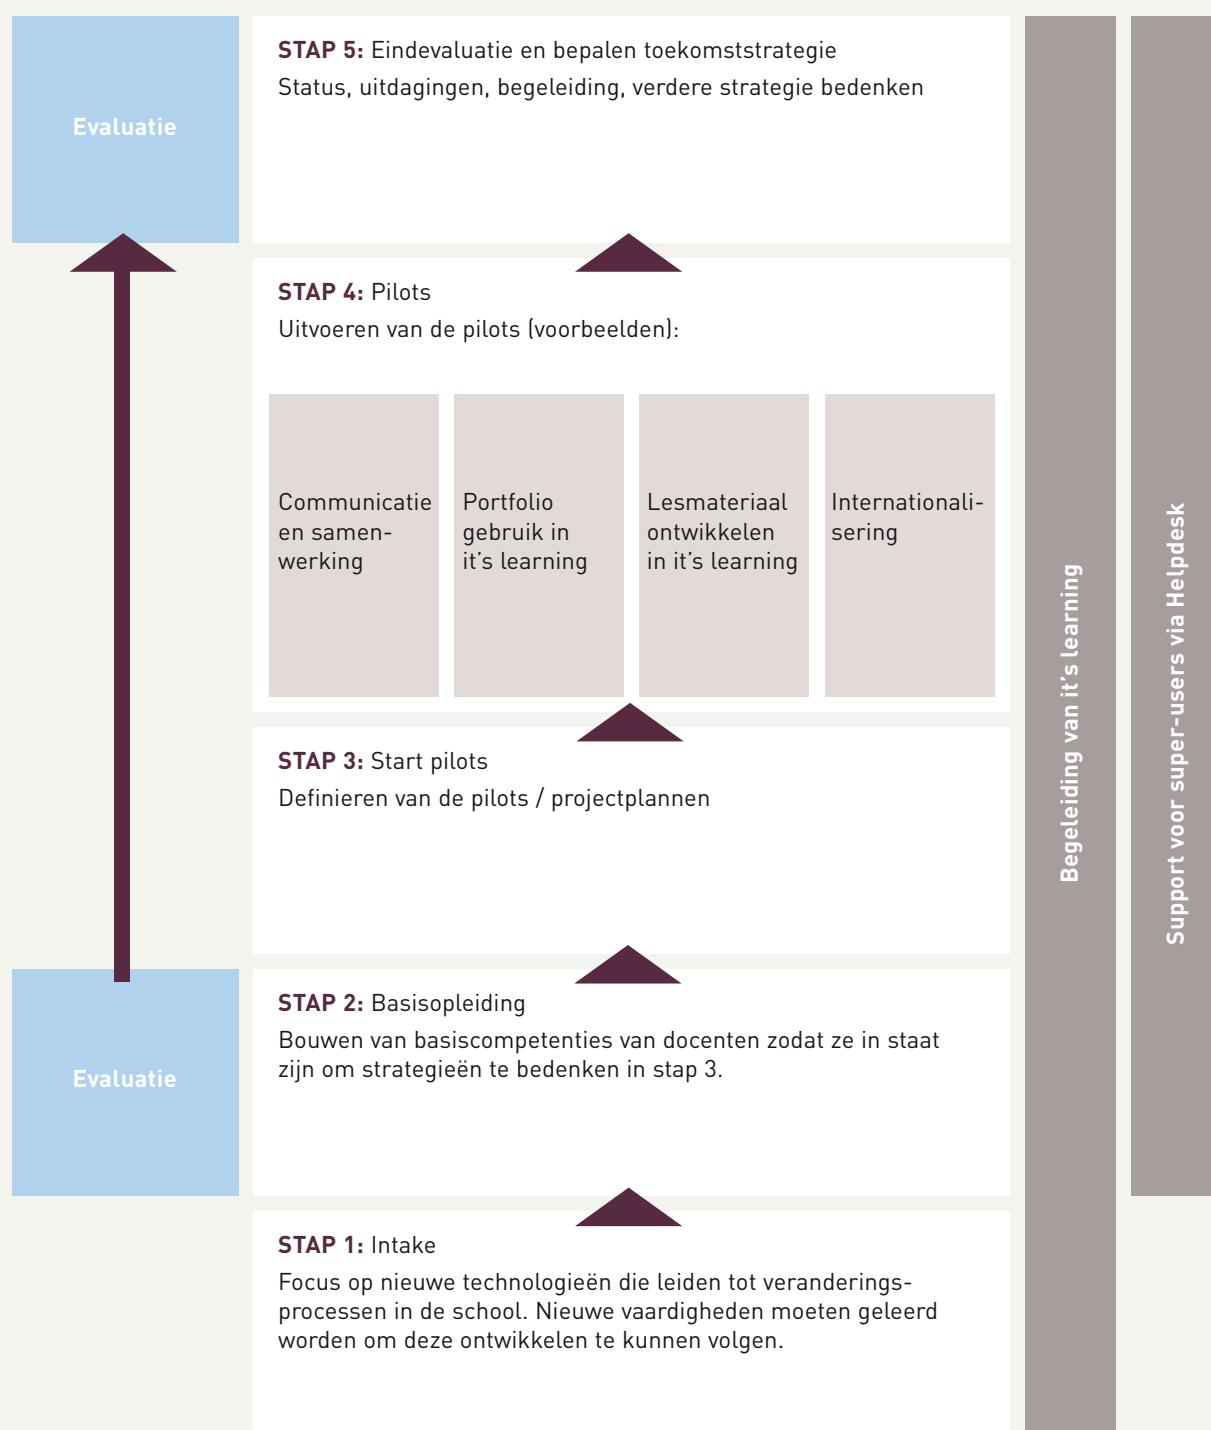 Evaluatie
STAP 5: Eindevaluatie en bepalen toekomststrategie
Status, uitdagingen, begeleiding, verdere strategie bedenken
STAP 4: Pilots
Uitvoeren van de pilots (voorbeelden):
Communicatie
en samen-
werking
Portfolio
gebruik in
it’s learning
Lesmateriaal
ontwikkelen
in it’s learning
Internationali-
sering
STAP 3: Start pilots
Definieren van de pilots / projectplannen
Evaluatie
STAP 2: Basisopleiding
Bouwen van basiscompetenties van docenten zodat ze in staat
zijn om strategieën te bedenken in stap 3.
STAP 1: Intake
Focus op nieuwe technologieën die leiden tot veranderings-
processen in de school. Nieuwe vaardigheden moeten geleerd
worden om deze ontwikkelen te kunnen volgen.
Begeleiding van it’s learning
Support voor super-users via Helpdesk